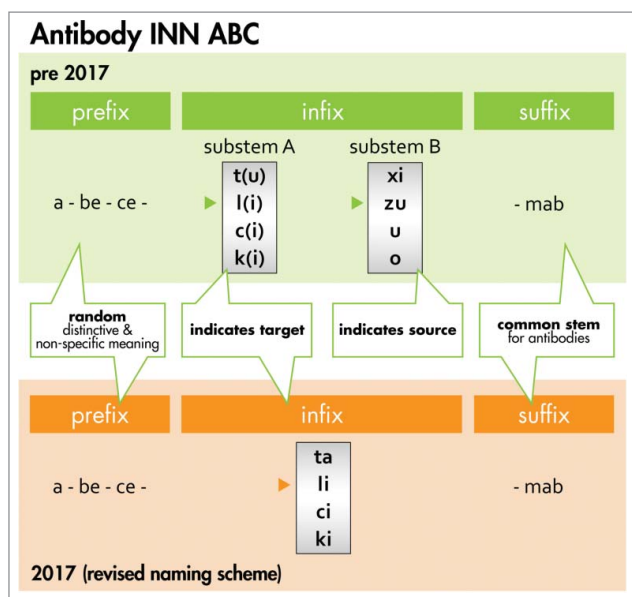 Antibody INN ABC
pre 2017
prefix infix suffix
substem A substem B
a - be - ce - ▶ t(u) ▶ xi - mab
l(i) zu
c(i) u
k(i) o
random
distinctive &
non-specific meaning
indicates target
indicates source
common stem
for antibodies
prefix infix suffix
a - be - ce - ▶ ta - mab
li
ci
ki
2017 (revised naming scheme)